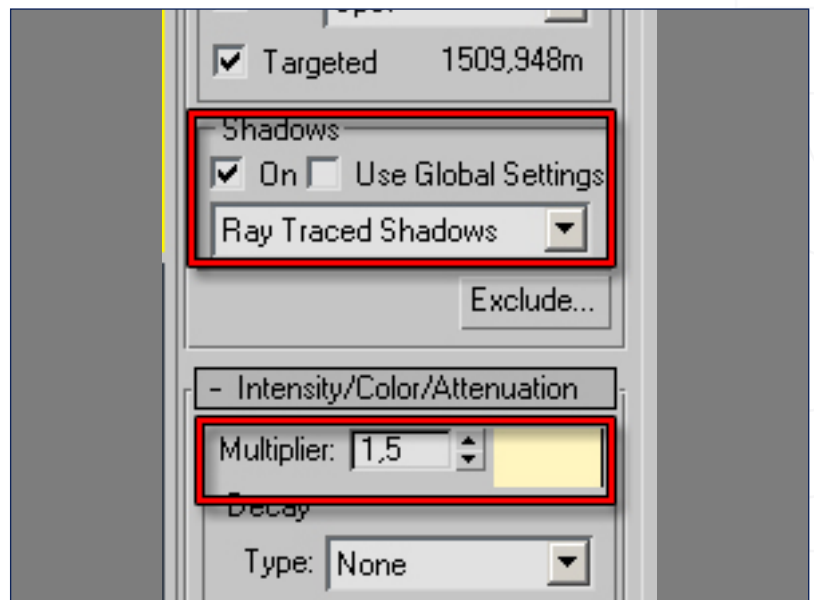 Targeted 1509,948m
Shadows
On Use Global Settings
Ray Traced Shadows
Exclude...
- Intensity/Color/Attenuation
Multiplier: 1,5
Decay
Type: None